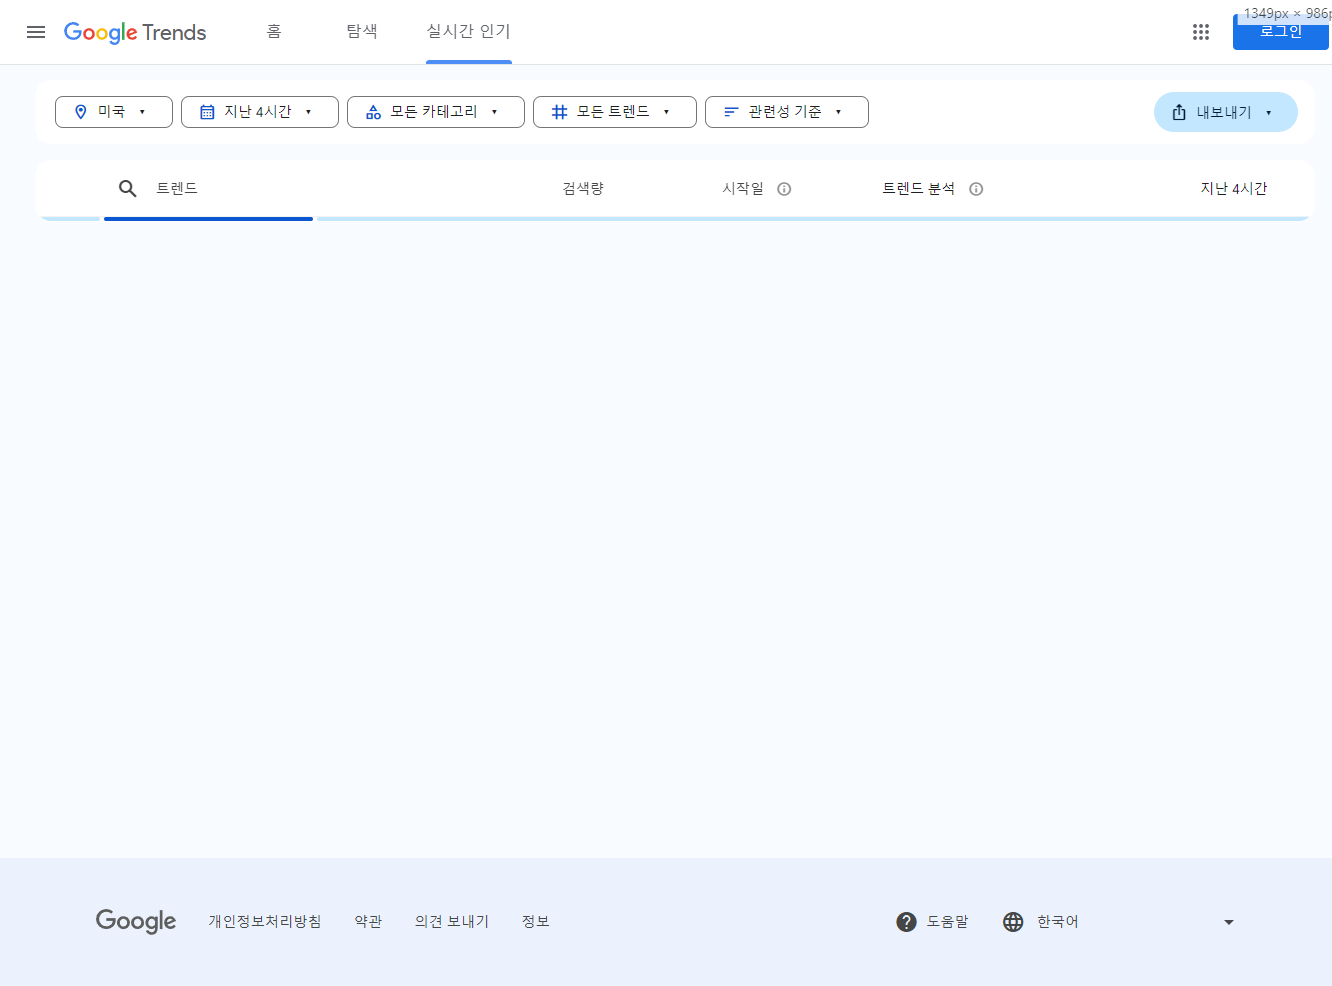 Google Trends 홈 탐색 실시간 인기 로그인
1349px × 986p
미국 지난 4시간 모든 카테고리 모든 트렌드 관련성 기준 내보내기
트렌드 검색량 시작일 트렌드 분석 지난 4시간
Google 개인정보처리방침 약관 의견 보내기 정보 도움말 한국어